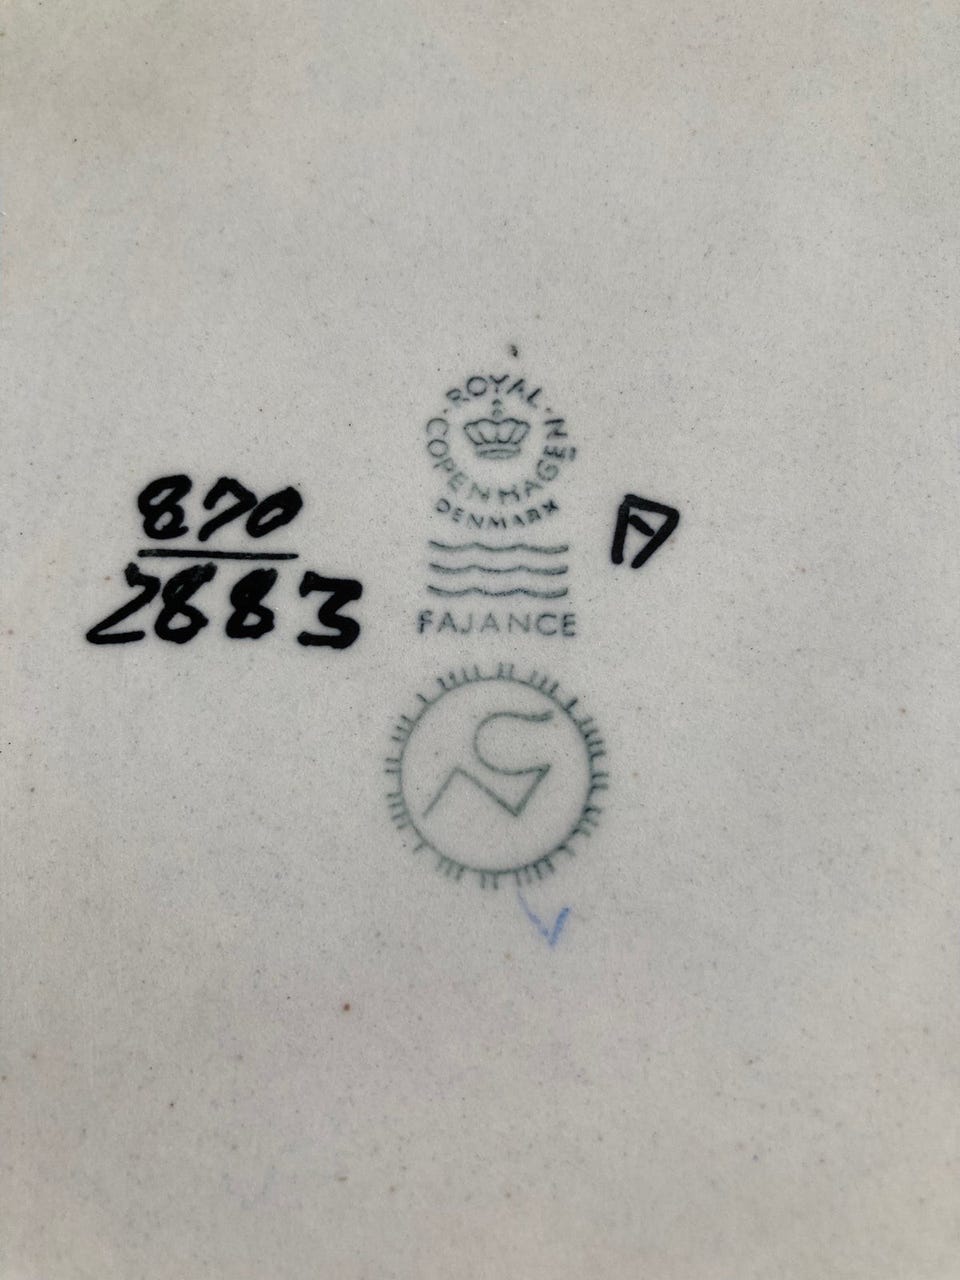 ROYAL
COPENHAGEN
DENMARK
870
2883
FAJANCE